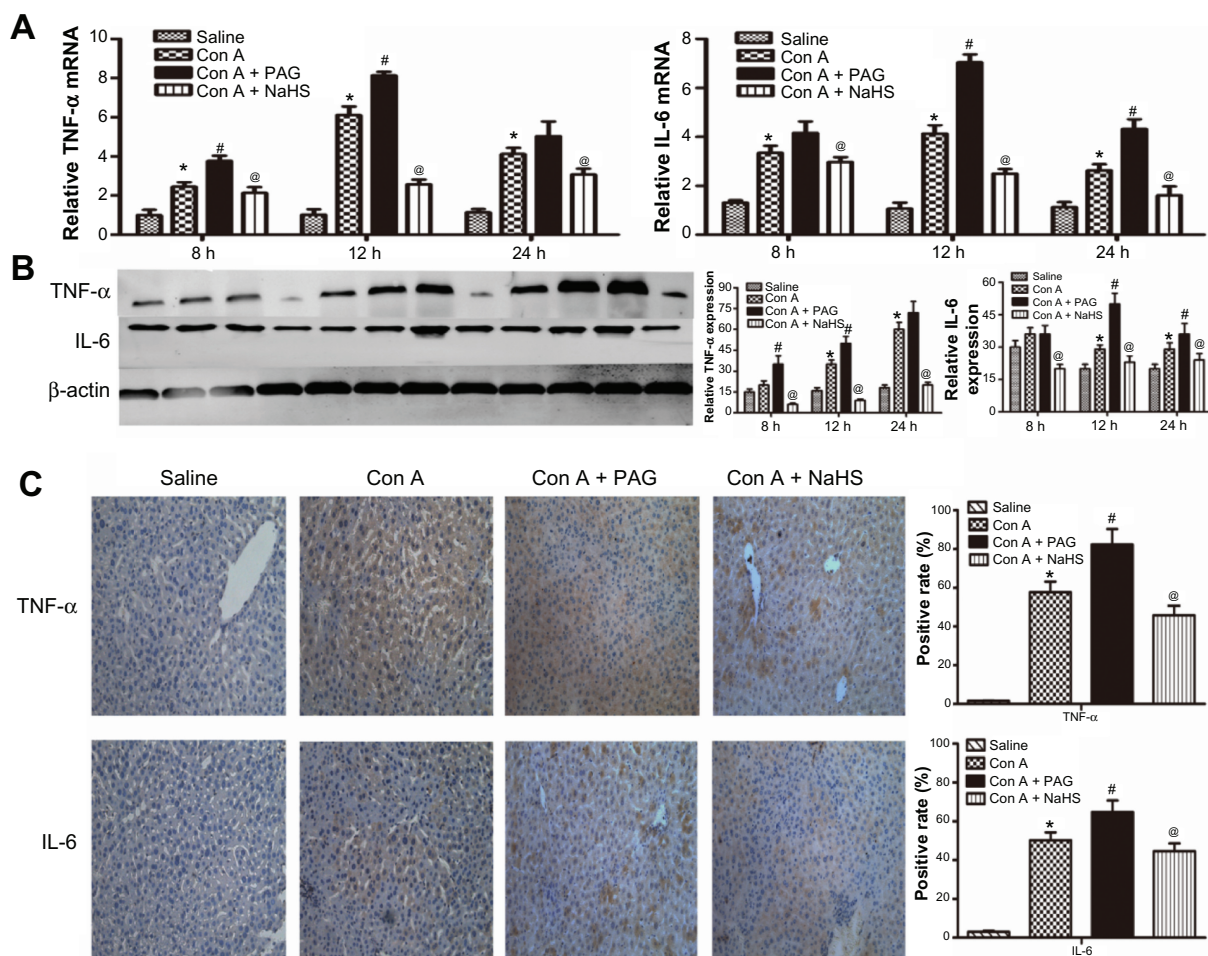 A
Relative TNF-α mRNA
10
8
6
4
2
0
Saline
Con A
Con A + PAG
Con A + NaHS
*
#
@
*
#
@
*
@
8 h
12 h
24 h
Relative IL-6 mRNA
8
6
4
2
0
Saline
Con A
Con A + PAG
Con A + NaHS
*
@
*
#
@
*
#
@
8 h
12 h
24 h
B
TNF-α
IL-6
β-actin
Relative TNF-α expression
90
75
60
45
30
15
0
Saline
Con A
Con A + PAG
Con A + NaHS
#
@
*
#
@
*
@
8 h
12 h
24 h
Relative IL-6
expression
60
45
30
15
0
Saline
Con A
Con A + PAG
Con A + NaHS
@
*
#
@
*
#
@
8 h
12 h
24 h
C
Saline
Con A
Con A + PAG
Con A + NaHS
TNF-α
IL-6
Positive rate (%)
100
80
60
40
20
0
Saline
Con A
Con A + PAG
Con A + NaHS
*
#
@
TNF-α
Positive rate (%)
100
80
60
40
20
0
Saline
Con A
Con A + PAG
Con A + NaHS
*
#
@
IL-6